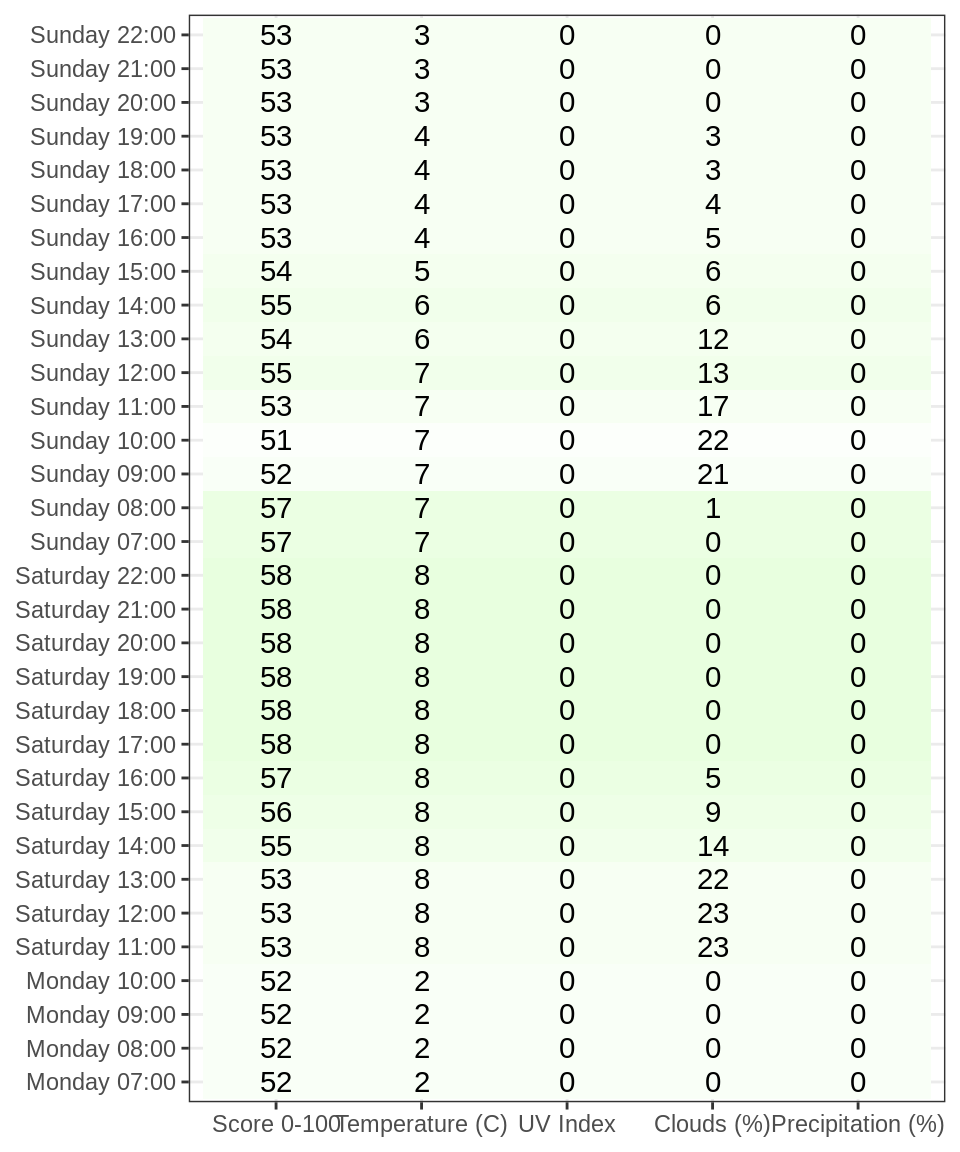 Sunday 22:00 53 3 0 0 0
Sunday 21:00 53 3 0 0 0
Sunday 20:00 53 3 0 0 0
Sunday 19:00 53 4 0 3 0
Sunday 18:00 53 4 0 3 0
Sunday 17:00 53 4 0 4 0
Sunday 16:00 53 4 0 5 0
Sunday 15:00 54 5 0 6 0
Sunday 14:00 55 6 0 6 0
Sunday 13:00 54 6 0 12 0
Sunday 12:00 55 7 0 13 0
Sunday 11:00 53 7 0 17 0
Sunday 10:00 51 7 0 22 0
Sunday 09:00 52 7 0 21 0
Sunday 08:00 57 7 0 1 0
Sunday 07:00 57 7 0 0 0
Saturday 22:00 58 8 0 0 0
Saturday 21:00 58 8 0 0 0
Saturday 20:00 58 8 0 0 0
Saturday 19:00 58 8 0 0 0
Saturday 18:00 58 8 0 0 0
Saturday 17:00 58 8 0 0 0
Saturday 16:00 57 8 0 5 0
Saturday 15:00 56 8 0 9 0
Saturday 14:00 55 8 0 14 0
Saturday 13:00 53 8 0 22 0
Saturday 12:00 53 8 0 23 0
Saturday 11:00 53 8 0 23 0
Monday 10:00 52 2 0 0 0
Monday 09:00 52 2 0 0 0
Monday 08:00 52 2 0 0 0
Monday 07:00 52 2 0 0 0
Score 0-100 Temperature (C) UV Index Clouds (%) Precipitation (%)